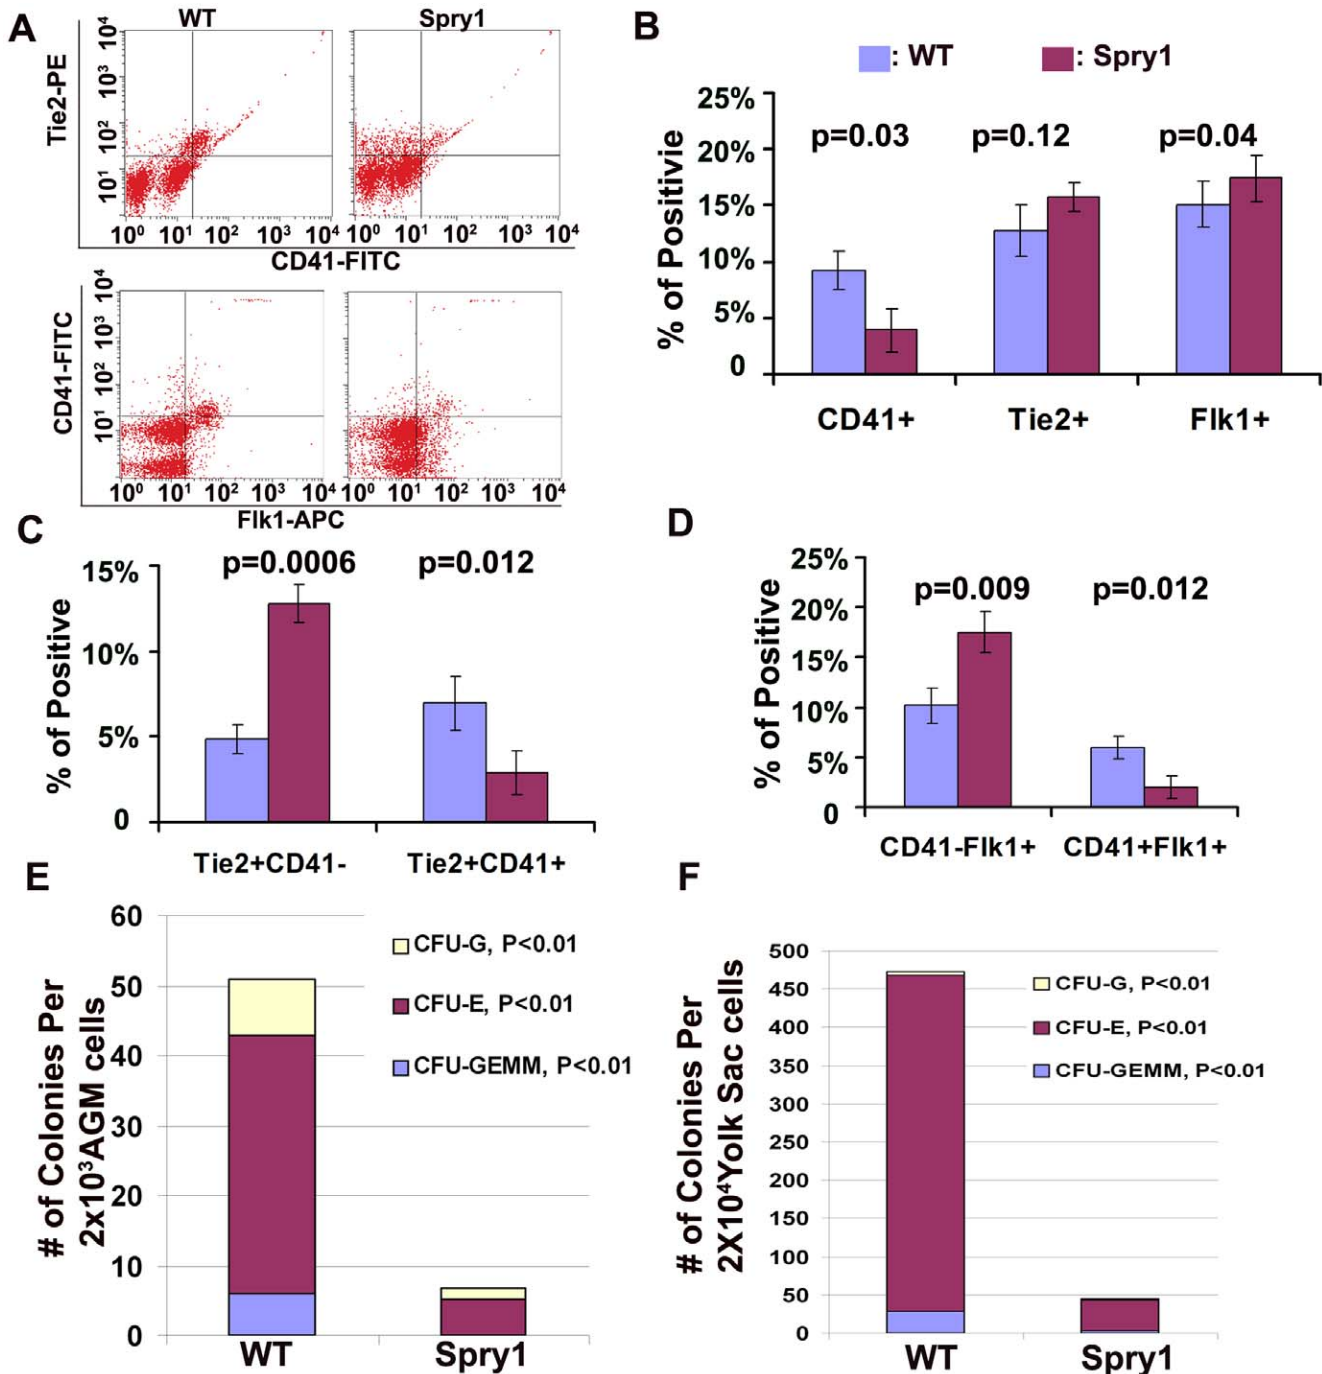 A
WT
Spry1
Tie2-PE
10⁴
10³
10²
10¹
10⁰ 10¹ 10² 10³ 10⁴
10⁰ 10¹ 10² 10³ 10⁴
CD41-FITC
CD41-FITC
10⁴
10³
10²
10¹
10⁰ 10¹ 10² 10³ 10⁴
10⁰ 10¹ 10² 10³ 10⁴
Flk1-APC
B
: WT
: Spry1
% of Positivie
25%
20%
15%
10%
5%
0
p=0.03
p=0.12
p=0.04
CD41+
Tie2+
Flk1+
C
% of Positive
15%
10%
5%
0
p=0.0006
p=0.012
Tie2+CD41-
Tie2+CD41+
D
% of Positive
25%
20%
15%
10%
5%
0
p=0.009
p=0.012
CD41-Flk1+
CD41+Flk1+
E
# of Colonies Per
2x10³AGM cells
60
50
40
30
20
10
0
CFU-G, P<0.01
CFU-E, P<0.01
CFU-GEMM, P<0.01
WT
Spry1
F
# of Colonies Per
2X10⁴Yolk Sac cells
500
450
400
350
300
250
200
150
100
50
0
CFU-G, P<0.01
CFU-E, P<0.01
CFU-GEMM, P<0.01
WT
Spry1